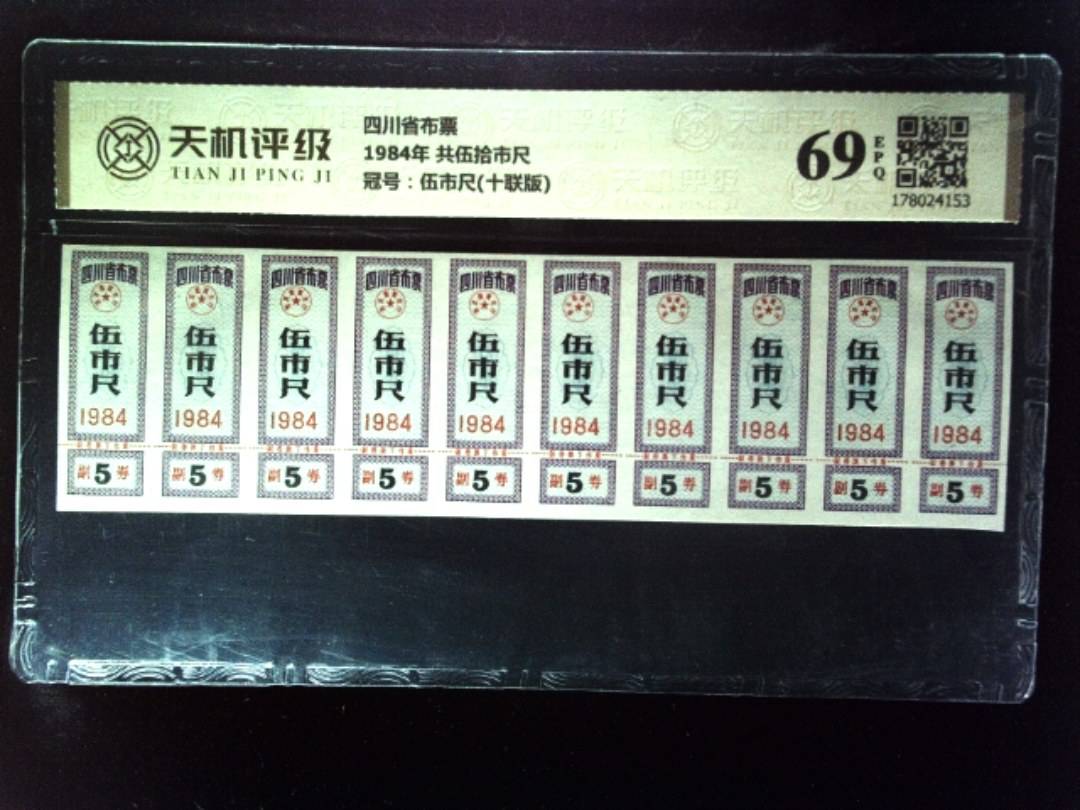 天机评级
TIAN JI PING JI
四川省布票
1984年 共伍拾市尺
冠号：伍市尺(十联版)
69
EPQ
178024153
四川省布票 四川省布票 四川省布票 四川省布票 四川省布票 四川省布票 四川省布票 四川省布票 四川省布票 四川省布票
伍市尺 伍市尺 伍市尺 伍市尺 伍市尺 伍市尺 伍市尺 伍市尺 伍市尺 伍市尺
1984 1984 1984 1984 1984 1984 1984 1984 1984 1984
副5券 副5券 副5券 副5券 副5券 副5券 副5券 副5券 副5券 副5券